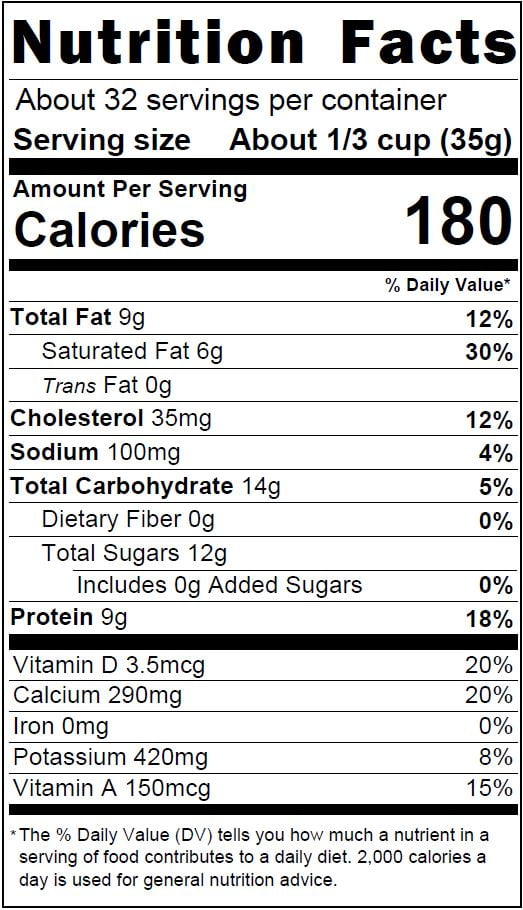 Nutrition Facts
About 32 servings per container
Serving size About 1/3 cup (35g)
Amount Per Serving
Calories 180
% Daily Value*
Total Fat 9g 12%
Saturated Fat 6g 30%
Trans Fat 0g
Cholesterol 35mg 12%
Sodium 100mg 4%
Total Carbohydrate 14g 5%
Dietary Fiber 0g 0%
Total Sugars 12g
Includes 0g Added Sugars 0%
Protein 9g 18%
Vitamin D 3.5mcg 20%
Calcium 290mg 20%
Iron 0mg 0%
Potassium 420mg 8%
Vitamin A 150mcg 15%
*The % Daily Value (DV) tells you how much a nutrient in a
serving of food contributes to a daily diet. 2,000 calories a
day is used for general nutrition advice.